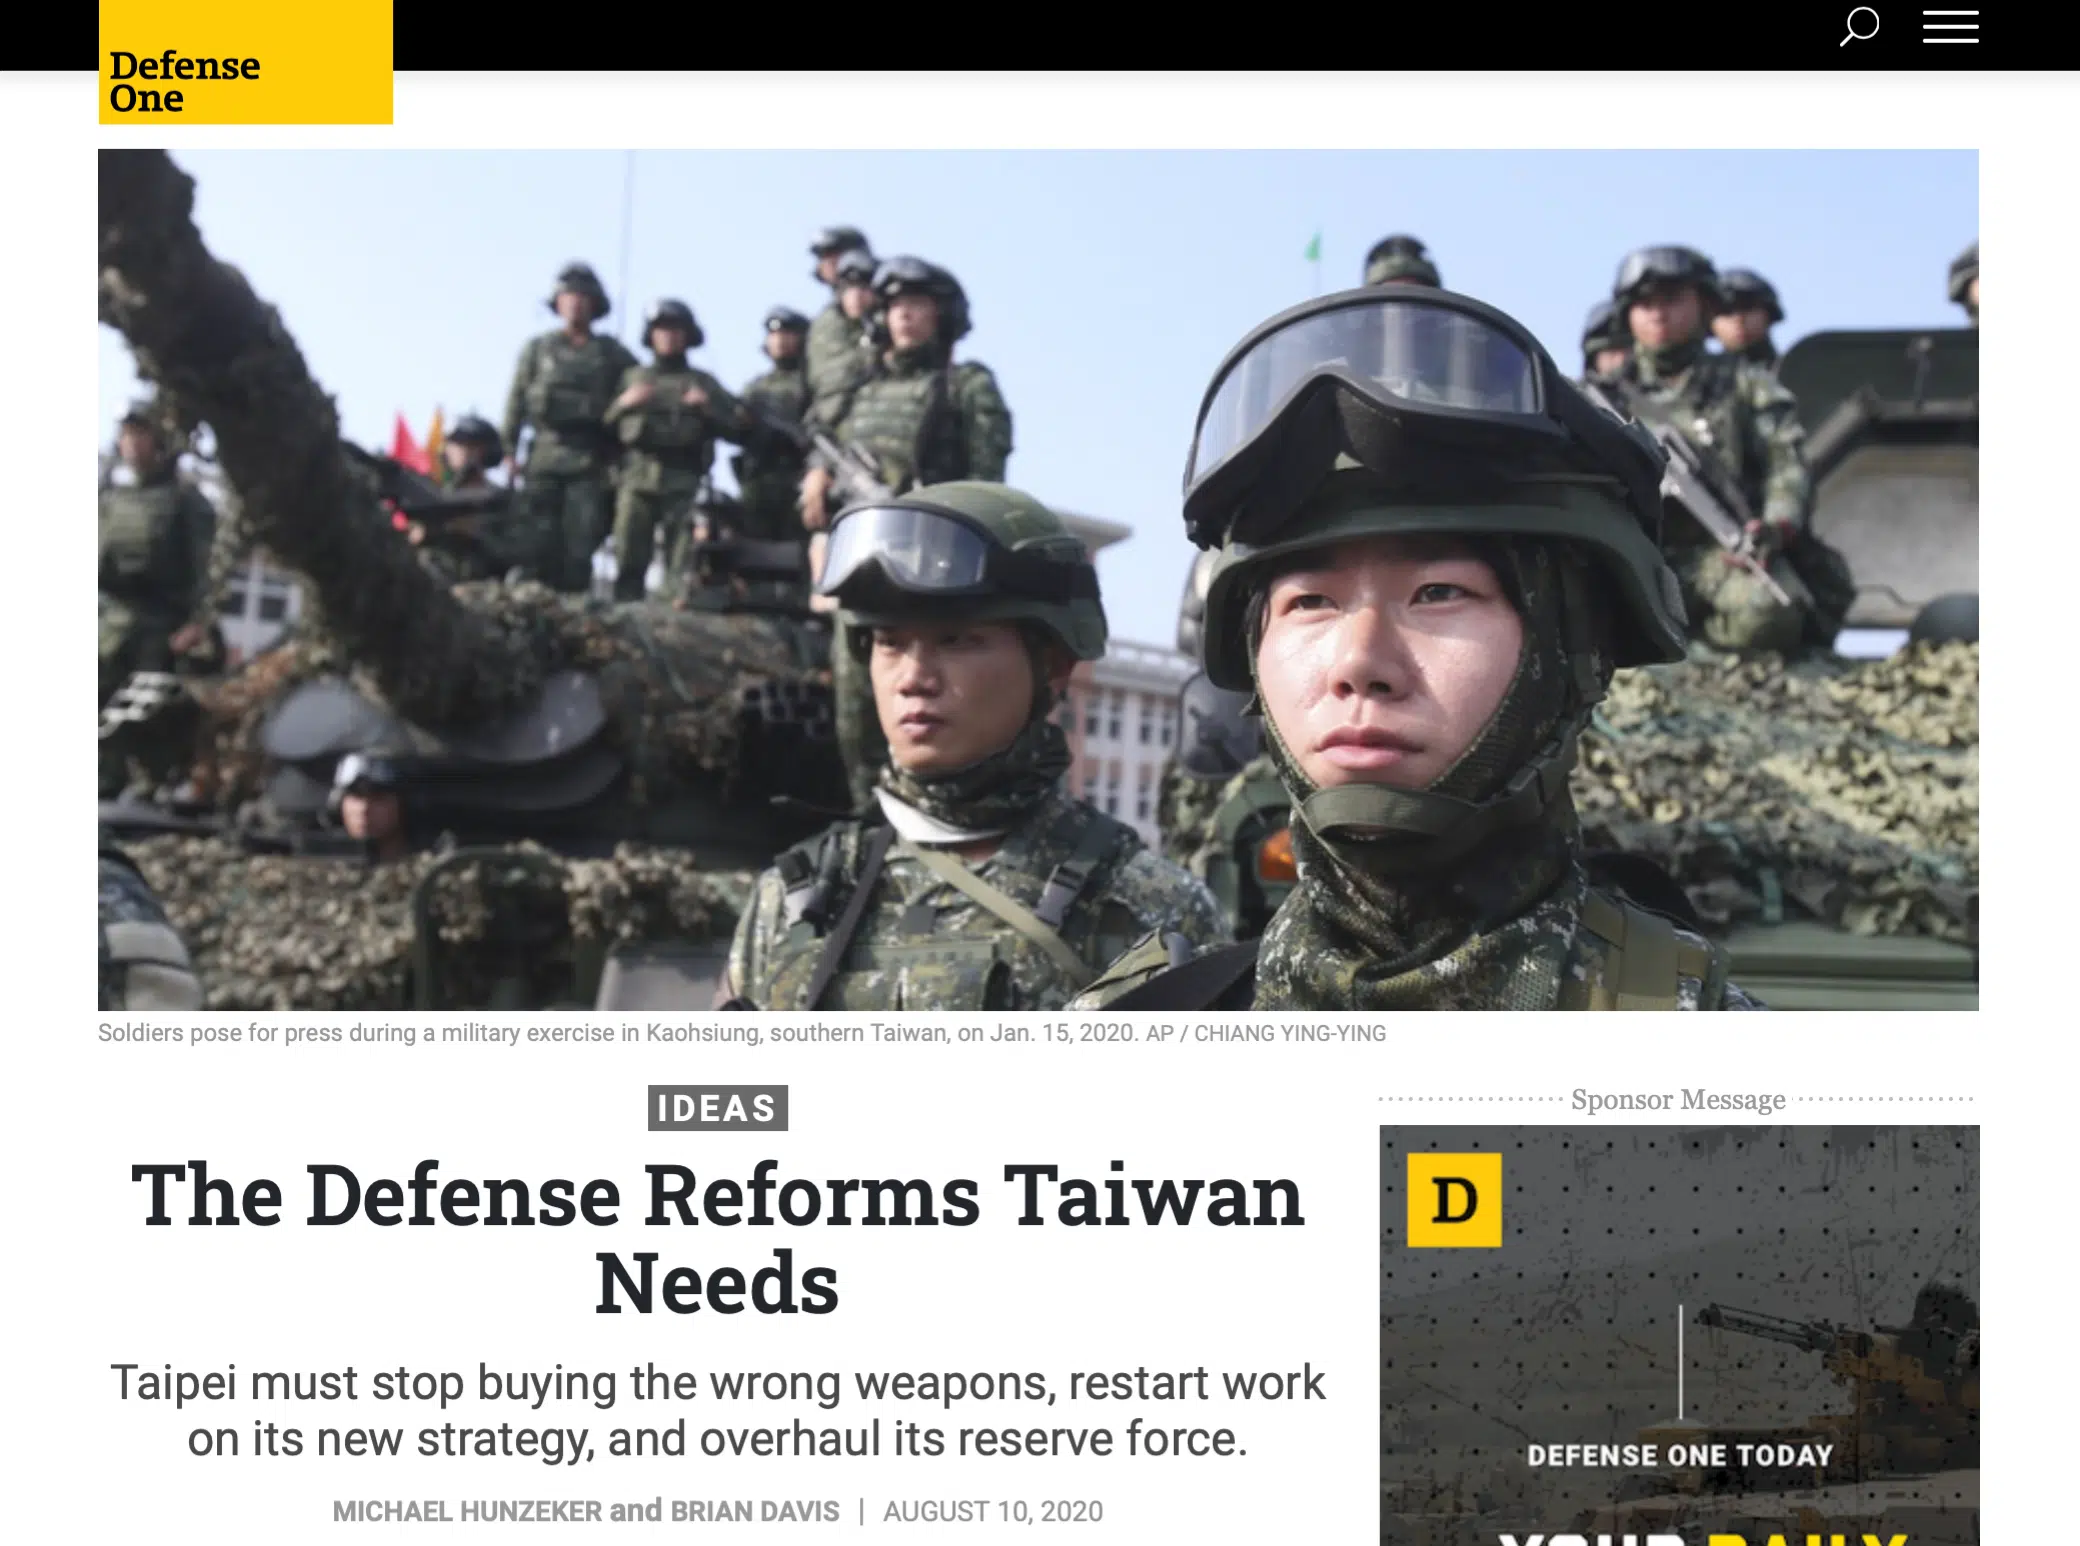 Defense
One
Soldiers pose for press during a military exercise in Kaohsiung, southern Taiwan, on Jan. 15, 2020. AP / CHIANG YING-YING
IDEAS
The Defense Reforms Taiwan
Needs
Taipei must stop buying the wrong weapons, restart work
on its new strategy, and overhaul its reserve force.
MICHAEL HUNZEKER and BRIAN DAVIS | AUGUST 10, 2020
Sponsor Message
D
DEFENSE ONE TODAY
YOUR DAILY